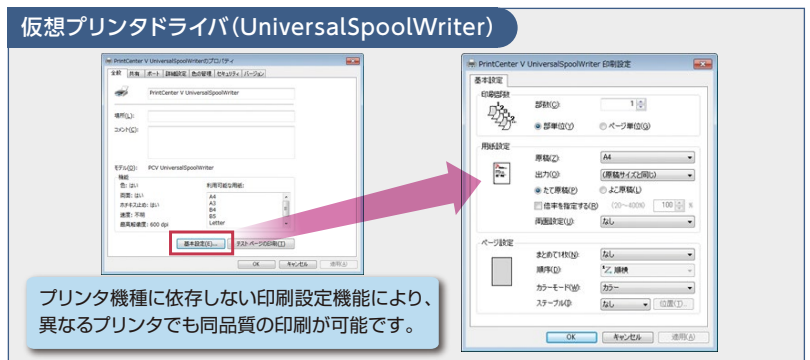 仮想プリンタドライバ(UniversalSpoolWriter)
PrintCenter V UniversalSpoolWriterのプロパティ
全般 共有 ポート 詳細設定 色の管理 セキュリティ バージョン
PrintCenter V UniversalSpoolWriter
場所(L):
コメント(C):
モデル(O): PCV UniversalSpoolWriter
機能
色: はい 利用可能な用紙:
両面: はい A4
ホチキス止め: はい A3
B4
速度: 不明 B5
最高解像度: 600 dpi Letter
基本設定(E)... テスト ページの印刷(T)
OK キャンセル 適用(A)
プリンタ機種に依存しない印刷設定機能により、
異なるプリンタでも同品質の印刷が可能です。
PrintCenter V UniversalSpoolWriter 印刷設定
基本設定
印刷部数
部数(C): 1
部単位(Y) ページ単位(G)
用紙設定
原稿(Z): A4
出力(O): (原稿サイズと同じ)
たて原稿(P) よこ原稿(L)
倍率を指定する(R) (20～400%) 100 %
両面設定(U): なし
ページ設定
まとめて1枚(N): なし
順序(D): 順横
カラーモード(W): カラー
ステープル(J): なし 位置(T)...
OK キャンセル 適用(A)